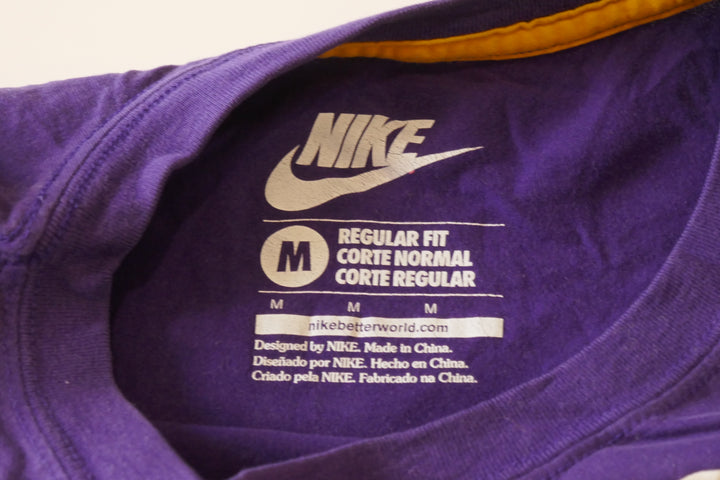 NIKE
M
REGULAR FIT
CORTE NORMAL
CORTE REGULAR
M M M
nikebetterworld.com
Designed by NIKE. Made in China.
Diseñado por NIKE. Hecho en China.
Criado pela NIKE. Fabricado na China.